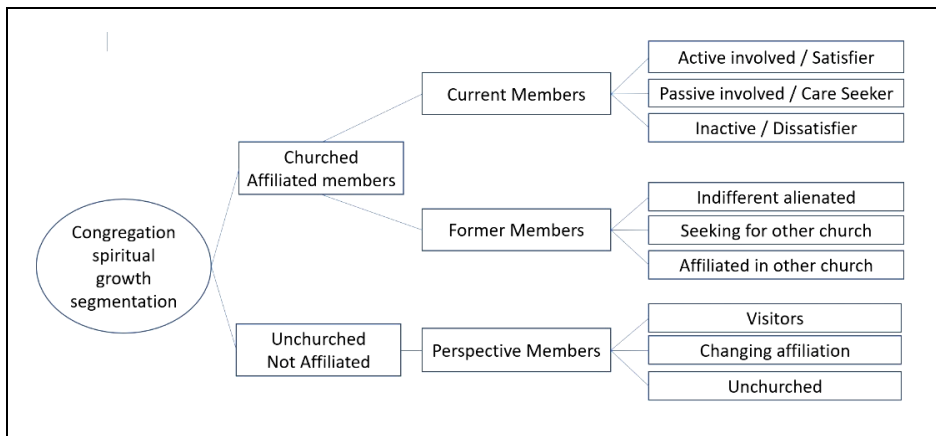 Congregation
spiritual
growth
segmentation
Churched
Affiliated members
Current Members
Active involved / Satisfier
Passive involved / Care Seeker
Inactive / Dissatisfier
Former Members
Indifferent alienated
Seeking for other church
Affiliated in other church
Unchurched
Not Affiliated
Perspective Members
Visitors
Changing affiliation
Unchurched